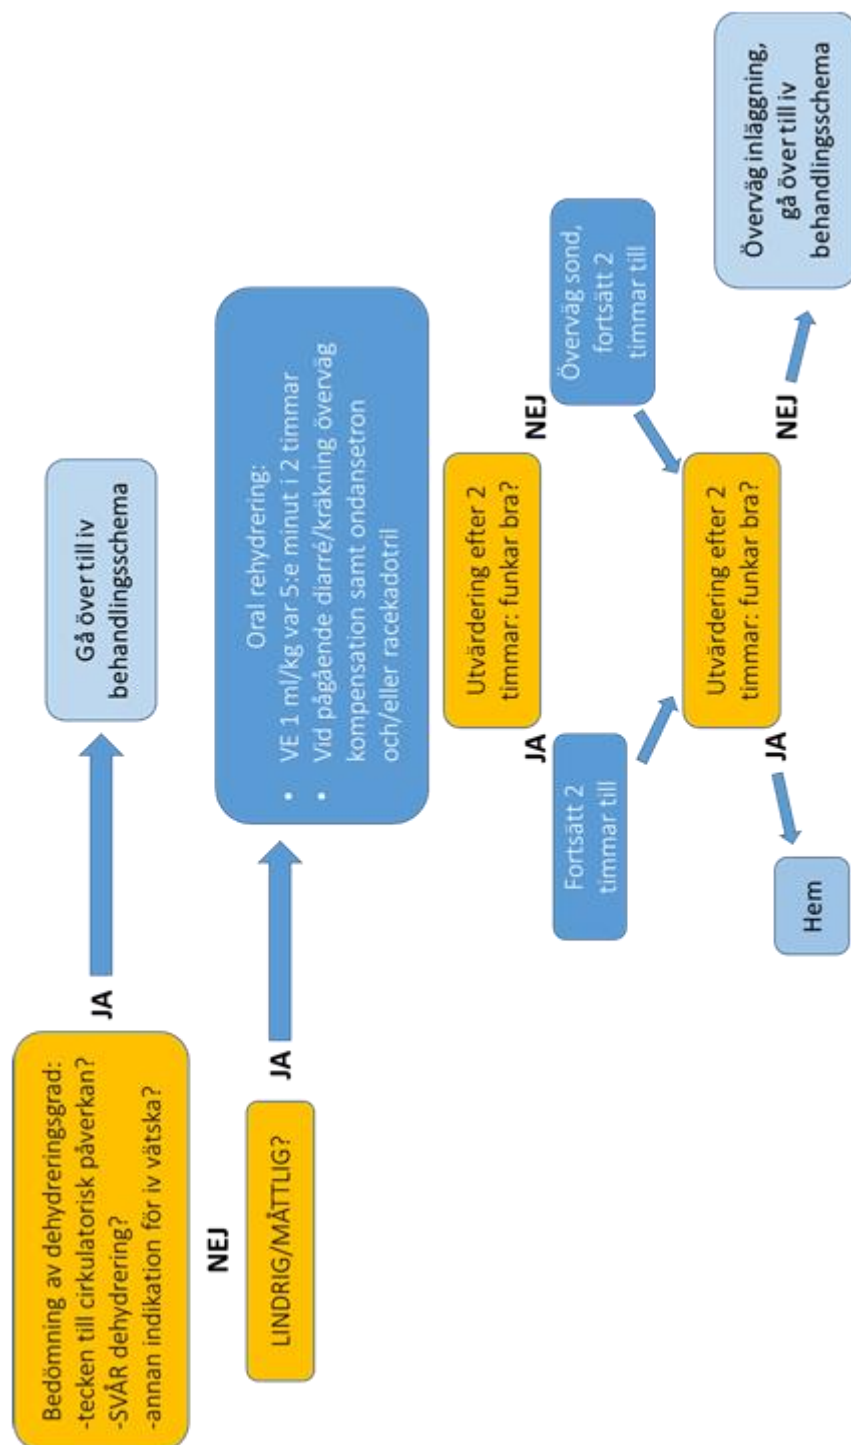 Bedömning av dehydreringsgrad:
-tecken till cirkulatorisk påverkan?
-SVÅR dehydrering?
-annan indikation för iv vätska?
JA
Gå över till iv
behandlingsschema
NEJ
LINDRIG/MÅTTLIG?
JA
Oral rehydrering:
• VE 1 ml/kg var 5:e minut i 2 timmar
• Vid pågående diarré/kräkning överväg
kompensation samt ondansetron
och/eller racekadotril
Utvärdering efter 2
timmar: funkar bra?
JA
NEJ
Fortsätt 2
timmar till
Överväg sond,
fortsätt 2
timmar till
Utvärdering efter 2
timmar: funkar bra?
JA
NEJ
Hem
Överväg inläggning,
gå över till iv
behandlingsschema